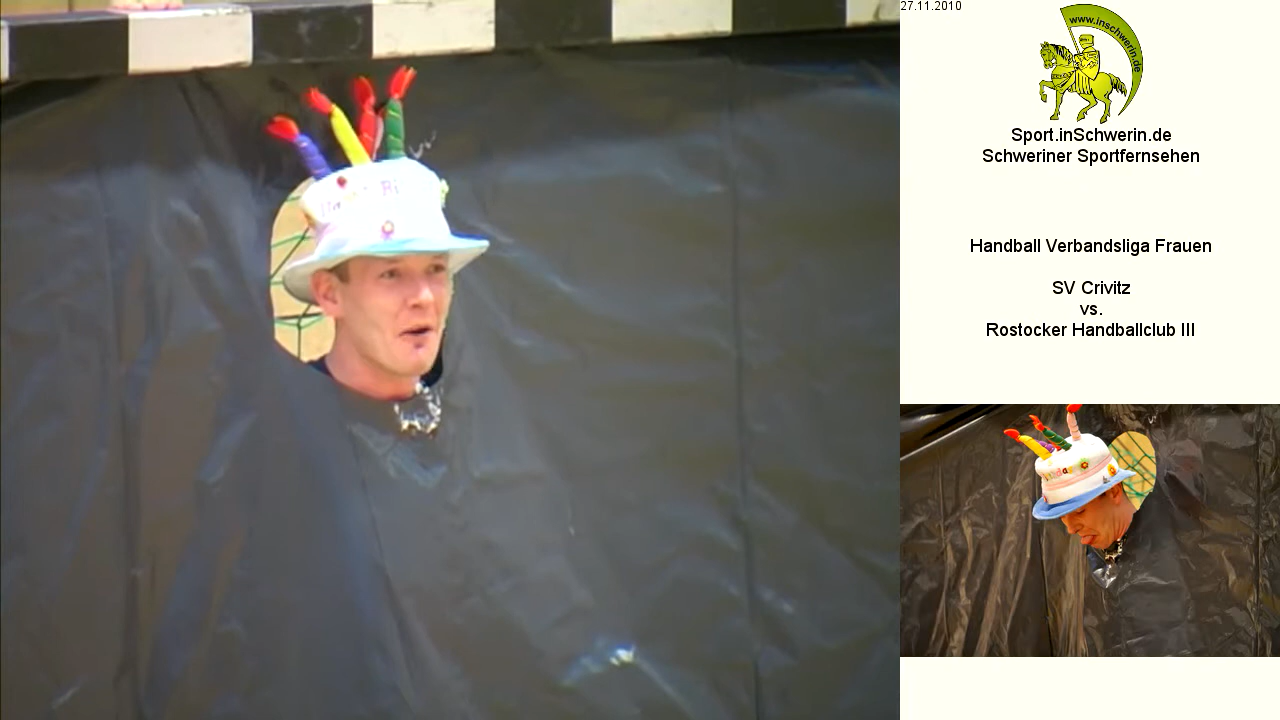 27.11.2010
www.inschwerin.de
Sport.inSchwerin.de
Schweriner Sportfernsehen
Handball Verbandsliga Frauen
SV Crivitz
vs.
Rostocker Handballclub III